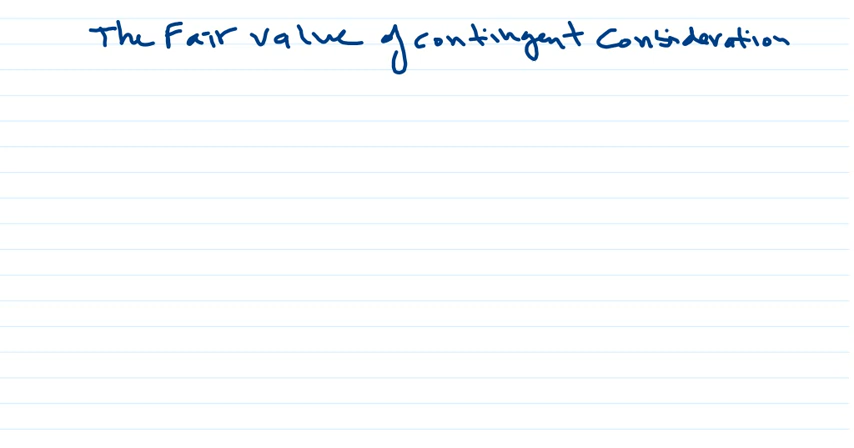 The Fair value of contingent consideration